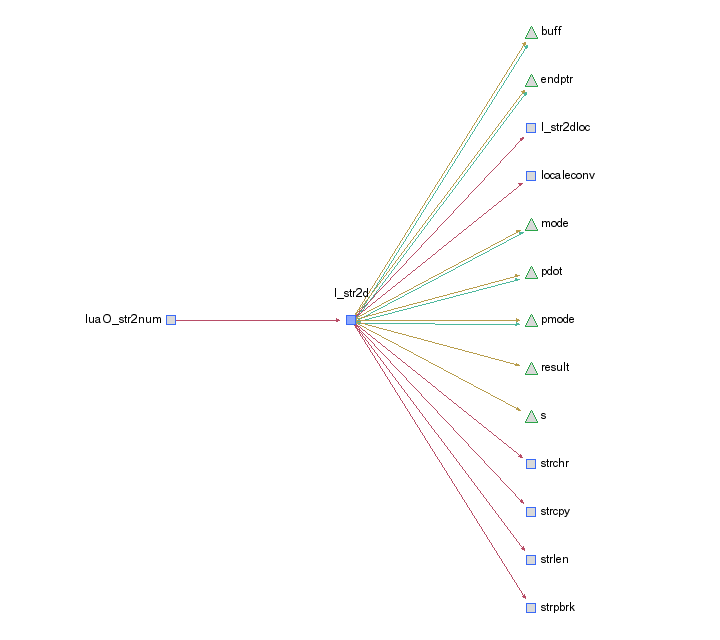 buff
endptr
l_str2dloc
localeconv
mode
pdot
l_str2d
luaO_str2num
pmode
result
s
strchr
strcpy
strlen
strpbrk